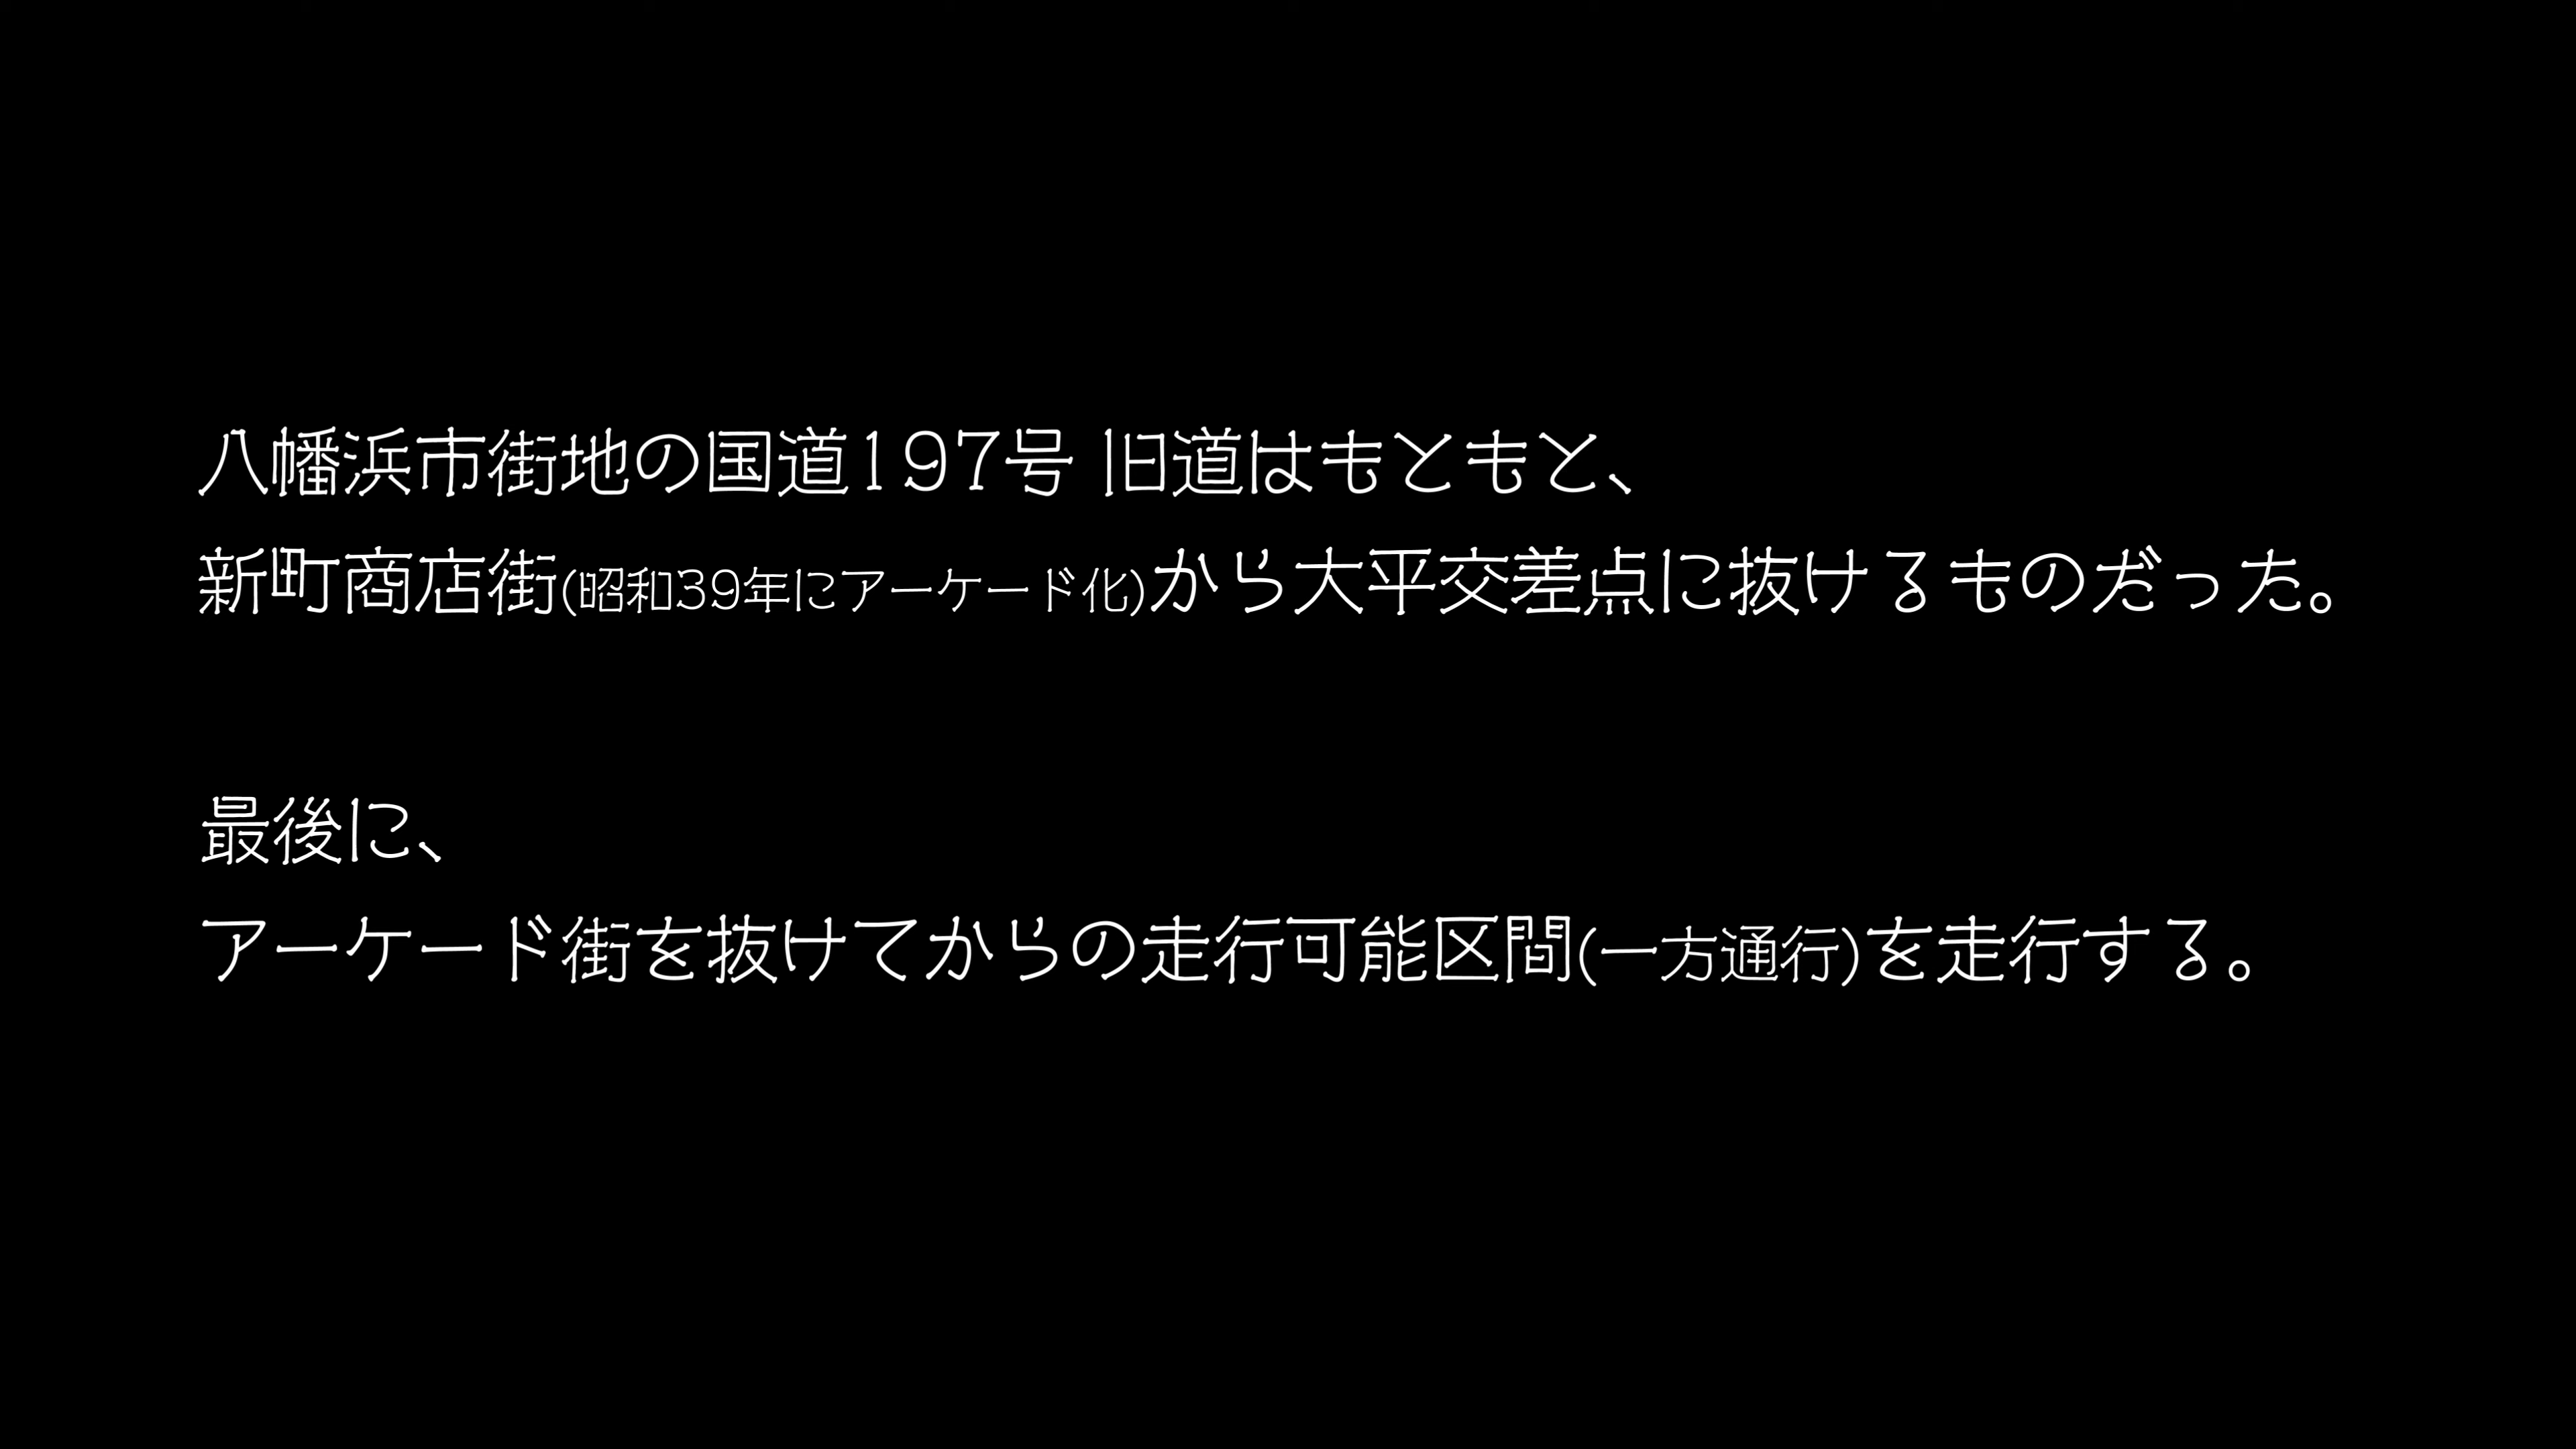 八幡浜市街地の国道197号 旧道はもともと、
新町商店街(昭和39年にアーケード化)から大平交差点に抜けるものだった。
最後に、
アーケード街を抜けてからの走行可能区間(一方通行)を走行する。